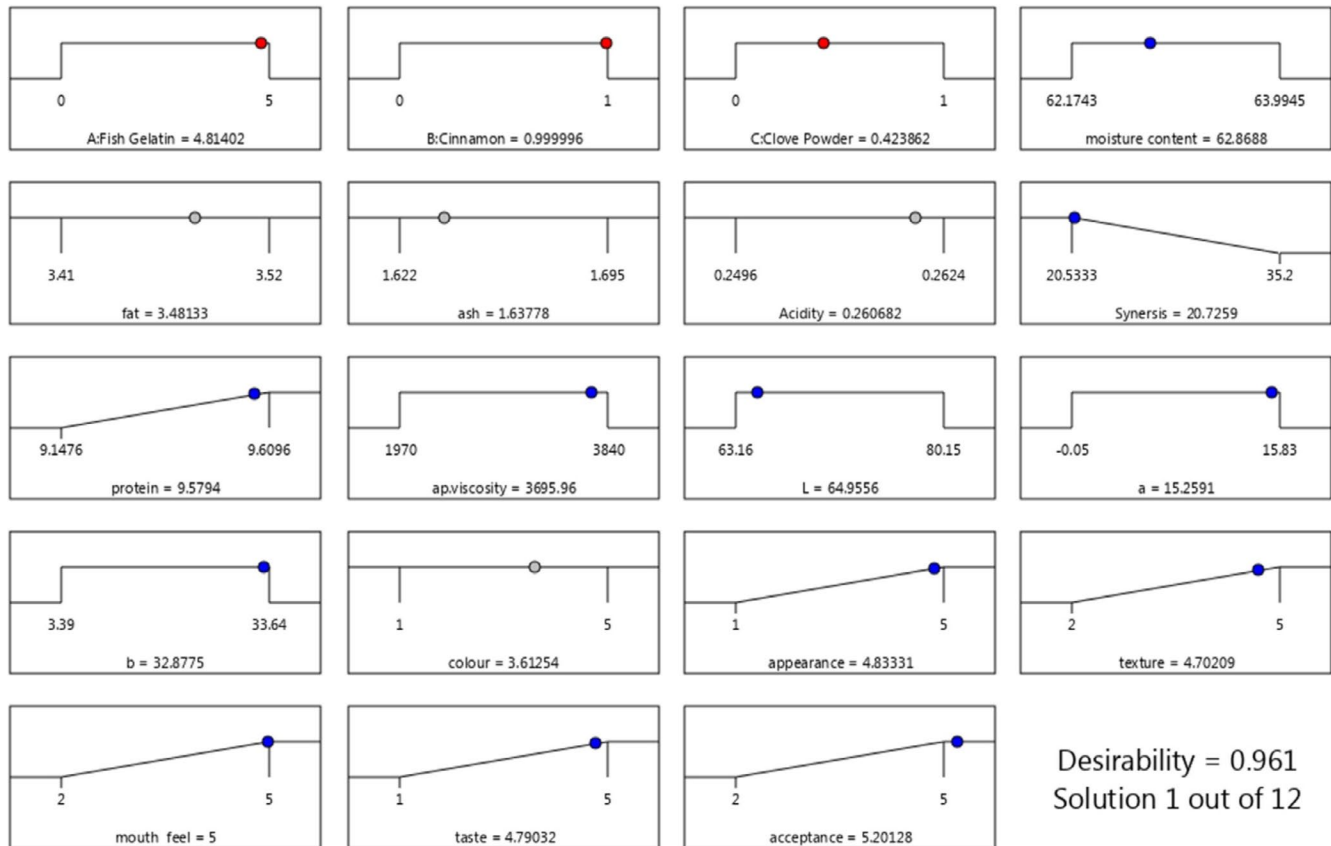 0 5
A:Fish Gelatin = 4.81402
0 1
B:Cinnamon = 0.999996
0 1
C:Clove Powder = 0.423862
62.1743 63.9945
moisture content = 62.8688
3.41 3.52
fat = 3.48133
1.622 1.695
ash = 1.63778
0.2496 0.2624
Acidity = 0.260682
20.5333 35.2
Synersis = 20.7259
9.1476 9.6096
protein = 9.5794
1970 3840
ap.viscosity = 3695.96
63.16 80.15
L = 64.9556
-0.05 15.83
a = 15.2591
3.39 33.64
b = 32.8775
1 5
colour = 3.61254
1 5
appearance = 4.83331
2 5
texture = 4.70209
2 5
mouth feel = 5
1 5
taste = 4.79032
2 5
acceptance = 5.20128
Desirability = 0.961
Solution 1 out of 12